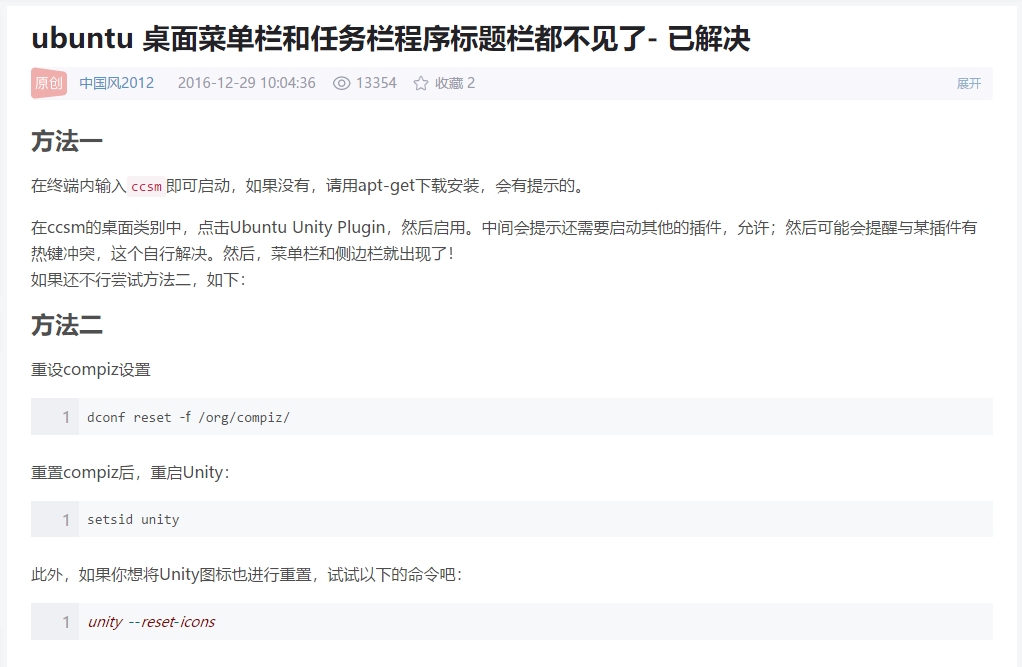 ubuntu 桌面菜单栏和任务栏程序标题栏都不见了- 已解决
原创 中国风2012 2016-12-29 10:04:36 13354 收藏 2 展开
方法一
在终端内输入 ccsm 即可启动，如果没有，请用apt-get下载安装，会有提示的。
在ccsm的桌面类别中，点击Ubuntu Unity Plugin，然后启用。中间会提示还需要启动其他的插件，允许；然后可能会提醒与某插件有
热键冲突，这个自行解决。然后，菜单栏和侧边栏就出现了！
如果还不行尝试方法二，如下：
方法二
重设compiz设置
1 dconf reset -f /org/compiz/
重置compiz后，重启Unity：
1 setsid unity
此外，如果你想将Unity图标也进行重置，试试以下的命令吧：
1 unity --reset-icons